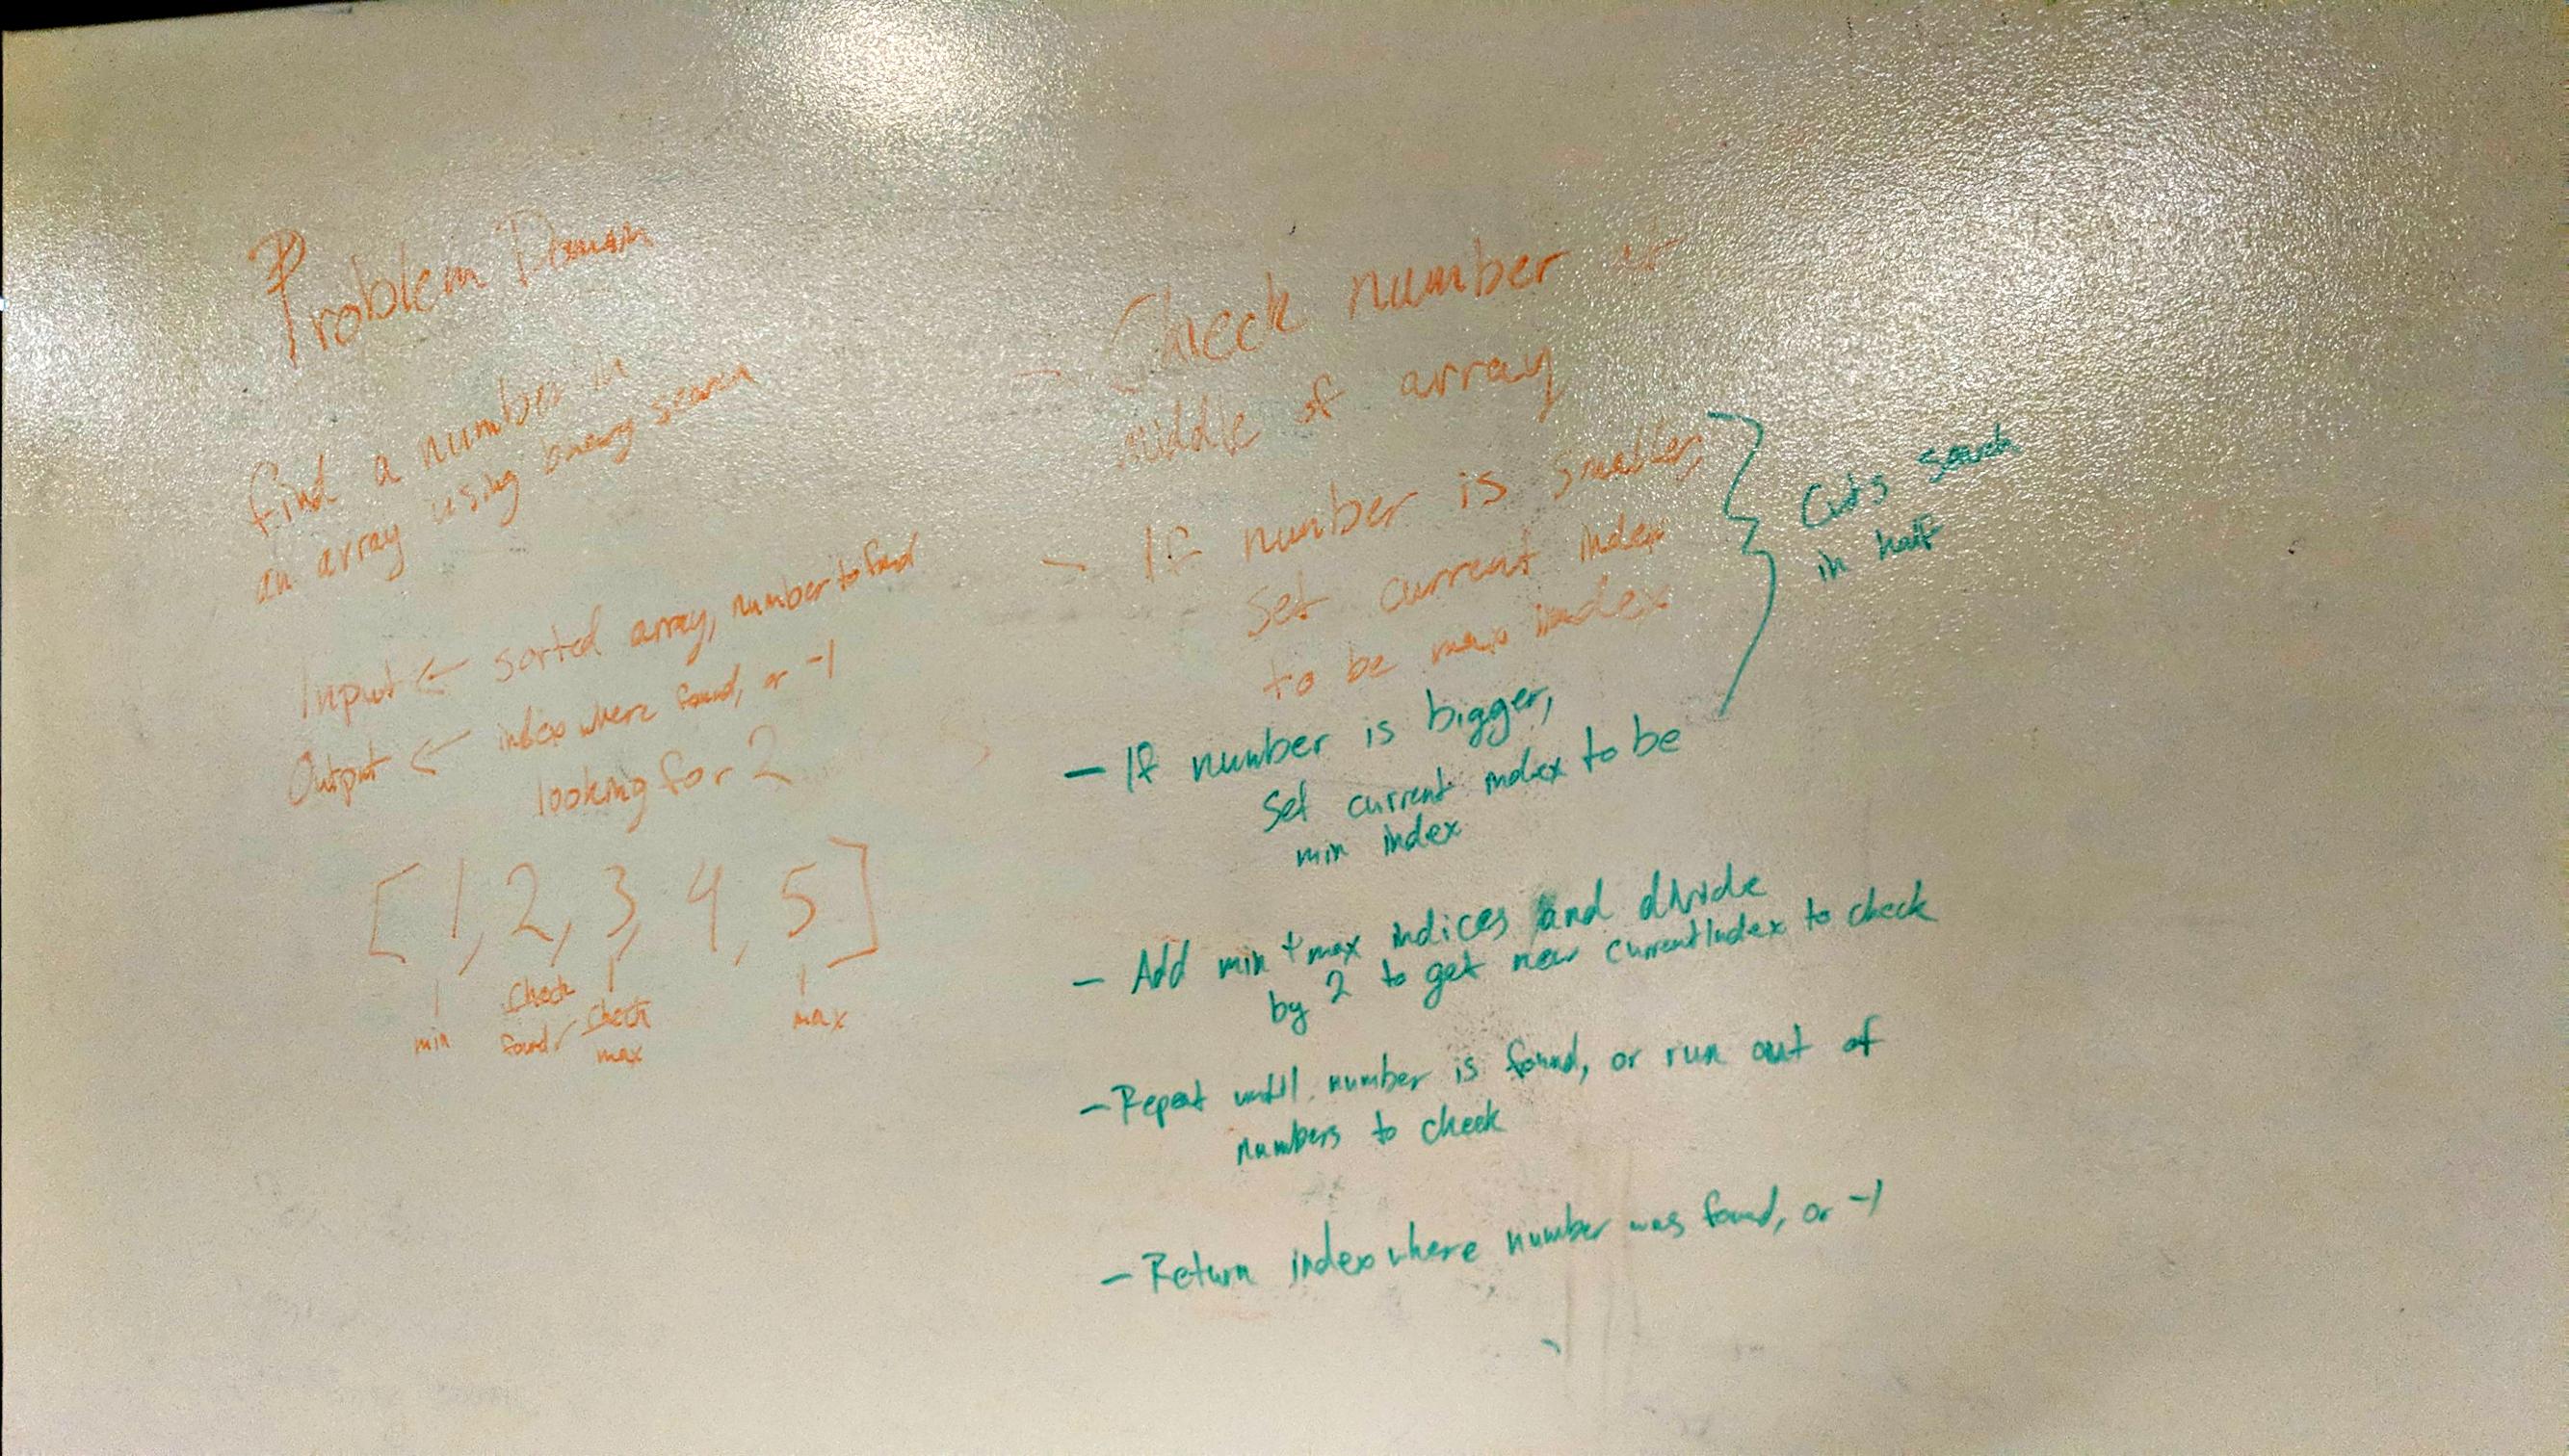 Problem Domain
find a number in
an array using binary search
Input ← sorted array, number to find
Output ← index where found, or -1
looking for 2
[1, 2, 3, 4, 5]
min
check
found ✓
check
max
max
- Check number at
middle of array
- If number is smaller,
set current index
to be max index
- If number is bigger,
Set current index to be
min index
Cuts search
in half
- Add min + max indices and divide
by 2 to get new currentIndex to check
- Repeat until number is found, or run out of
numbers to check
- Return index where number was found, or -1